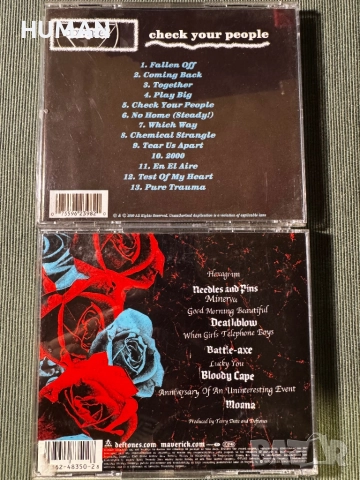 HUMAN
check your people
1. Fallen Off
2. Coming Back
3. Together
4. Play Big
5. Check Your People
6. No Home (Steady!)
7. Which Way
8. Chemical Strangle
9. Tear Us Apart
10. 2000
11. En El Aire
12. Test Of My Heart
13. Pure Trauma
Hexagram
Needles and Pins
Minerva
Good Morning Beautiful
Deathblow
When Girls Telephone Boys
Battle-axe
Lucky You
Bloody Cape
Anniversary Of An Uninteresting Event
Moana
Produced by Terry Date and Deftones
deftones.com maverick.com